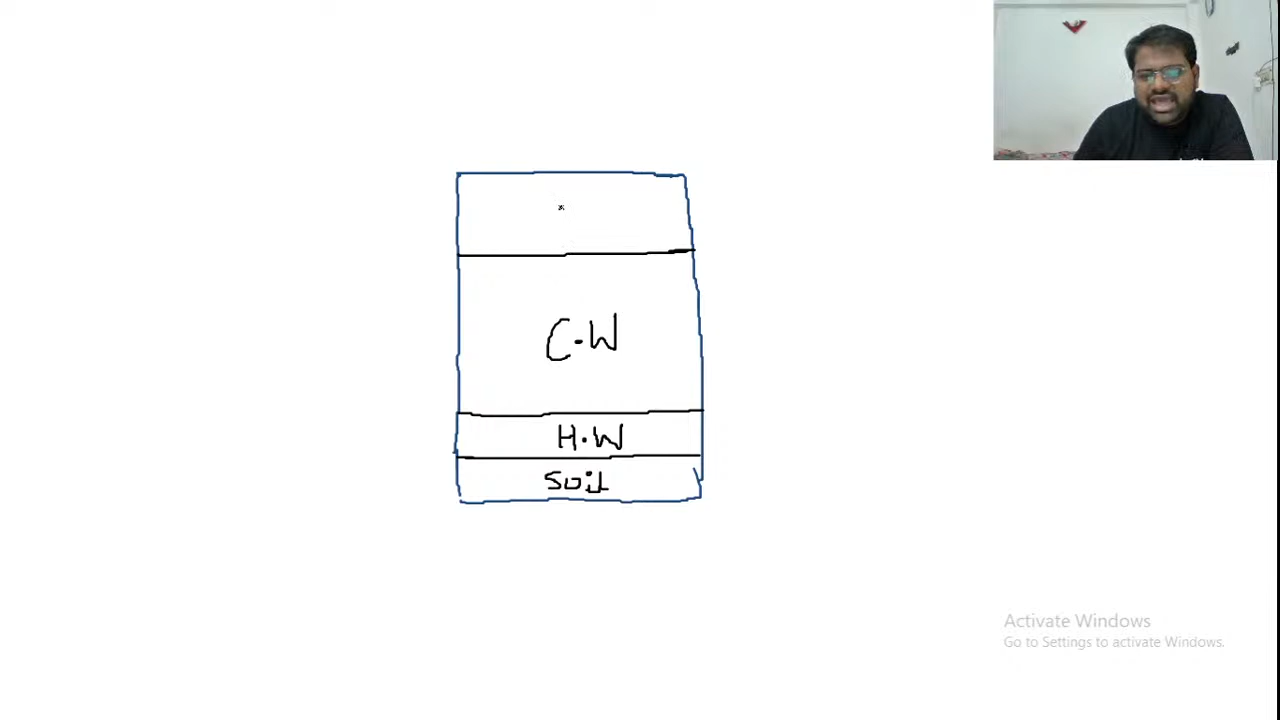 C.W
H.W
Soil
Activate Windows
Go to Settings to activate Windows.